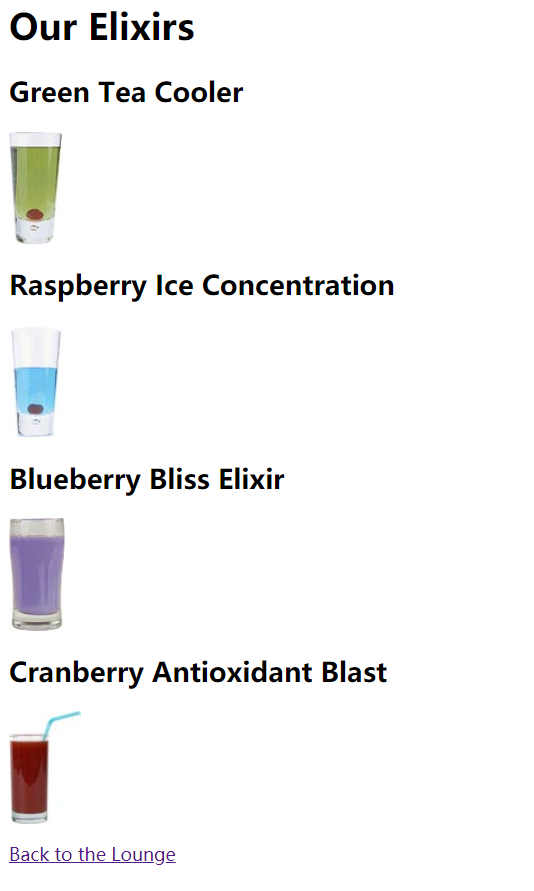 Our Elixirs
Green Tea Cooler
Raspberry Ice Concentration
Blueberry Bliss Elixir
Cranberry Antioxidant Blast
Back to the Lounge